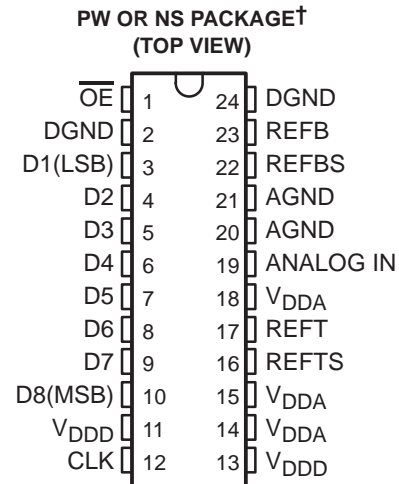 PW OR NS PACKAGE†
(TOP VIEW)
OE 1 24 DGND
DGND 2 23 REFB
D1(LSB) 3 22 REFBS
D2 4 21 AGND
D3 5 20 AGND
D4 6 19 ANALOG IN
D5 7 18 VDDA
D6 8 17 REFT
D7 9 16 REFTS
D8(MSB) 10 15 VDDA
VDDD 11 14 VDDA
CLK 12 13 VDDD